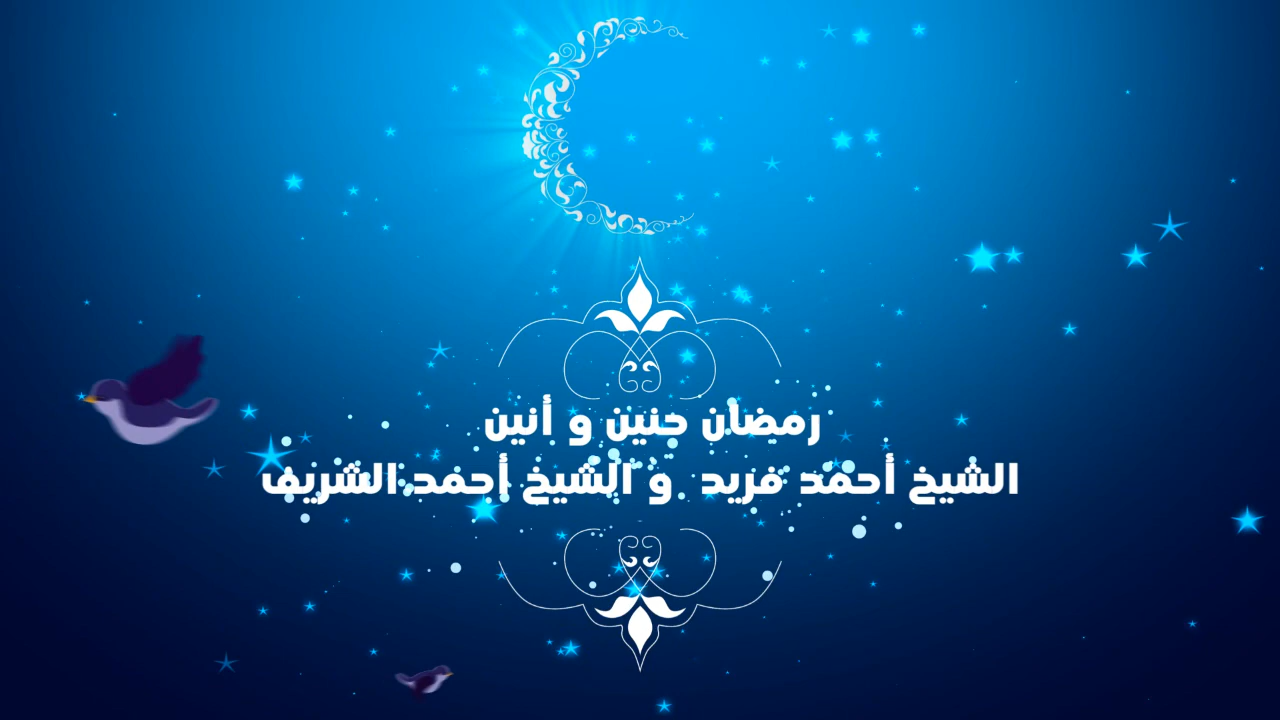 رمضان حنين و أنين
الشيخ أحمد فريد و الشيخ أحمد الشريف